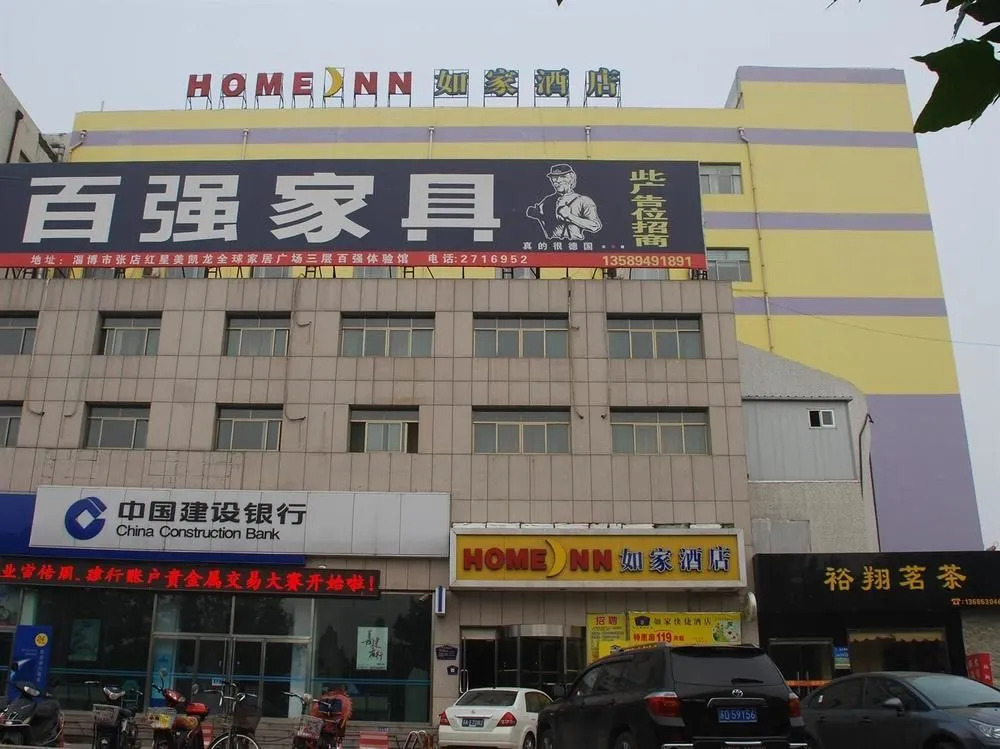 HOME INN 如家酒店
百强家具
真的很德国
此广告位招商
地址：淄博市张店红星美凯龙全球家居广场三层百强体验馆 电话:2716952
13589491891
中国建设银行
China Construction Bank
建行账户贵金属交易大赛开始啦!
HOME INN 如家酒店
招聘
如家快捷酒店
特惠房119元起
裕翔茗茶
59156